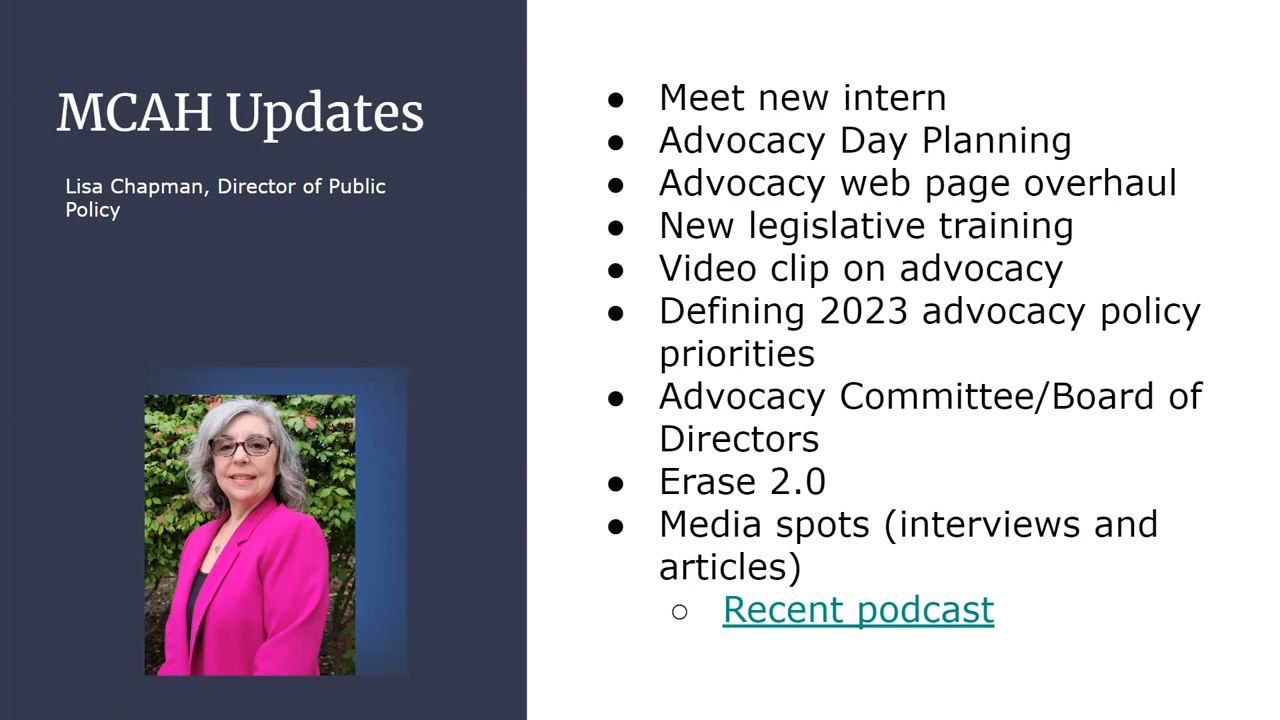 MCAH Updates
Lisa Chapman, Director of Public
Policy
● Meet new intern
● Advocacy Day Planning
● Advocacy web page overhaul
● New legislative training
● Video clip on advocacy
● Defining 2023 advocacy policy
priorities
● Advocacy Committee/Board of
Directors
● Erase 2.0
● Media spots (interviews and
articles)
○ Recent podcast